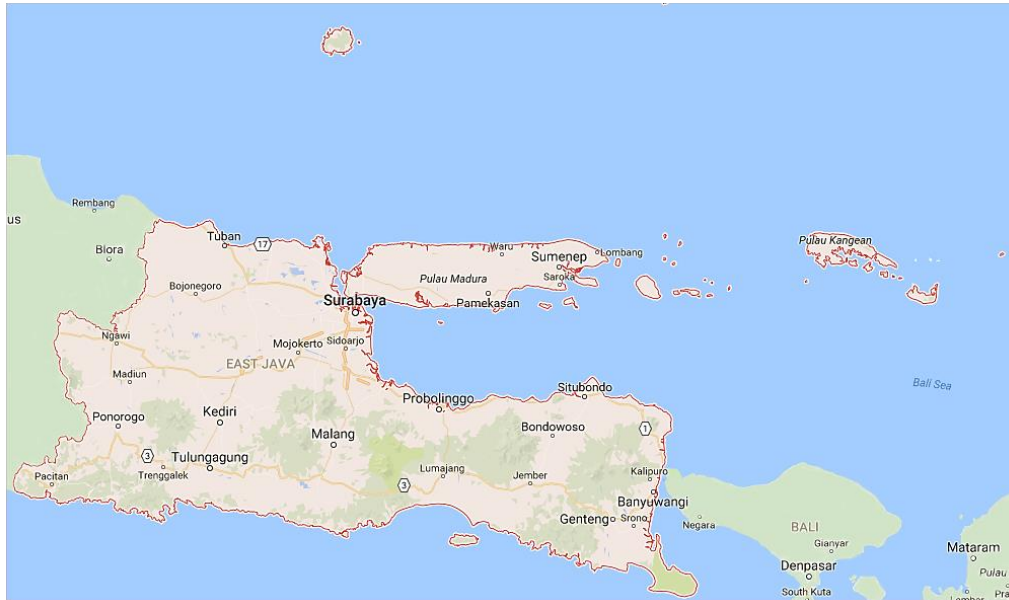 Rembang
us
Blora
Tuban
17
Waru
Lombang
Sumenep
Saroka
Pulau Madura
Pamekasan
Pulau Kangean
Bojonegoro
Surabaya
Ngawi
Mojokerto
Sidoarjo
EAST JAVA
Madiun
Bali Sea
Situbondo
Probolinggo
Kediri
Ponorogo
Malang
Bondowoso
1
3
Tulungagung
Trenggalek
Pacitan
Lumajang
Jember
3
Kalipuro
Banyuwangi
Genteng
Srono
Negara
BALI
Gianyar
Denpasar
South Kuta
Mataram
Pulau
Pra